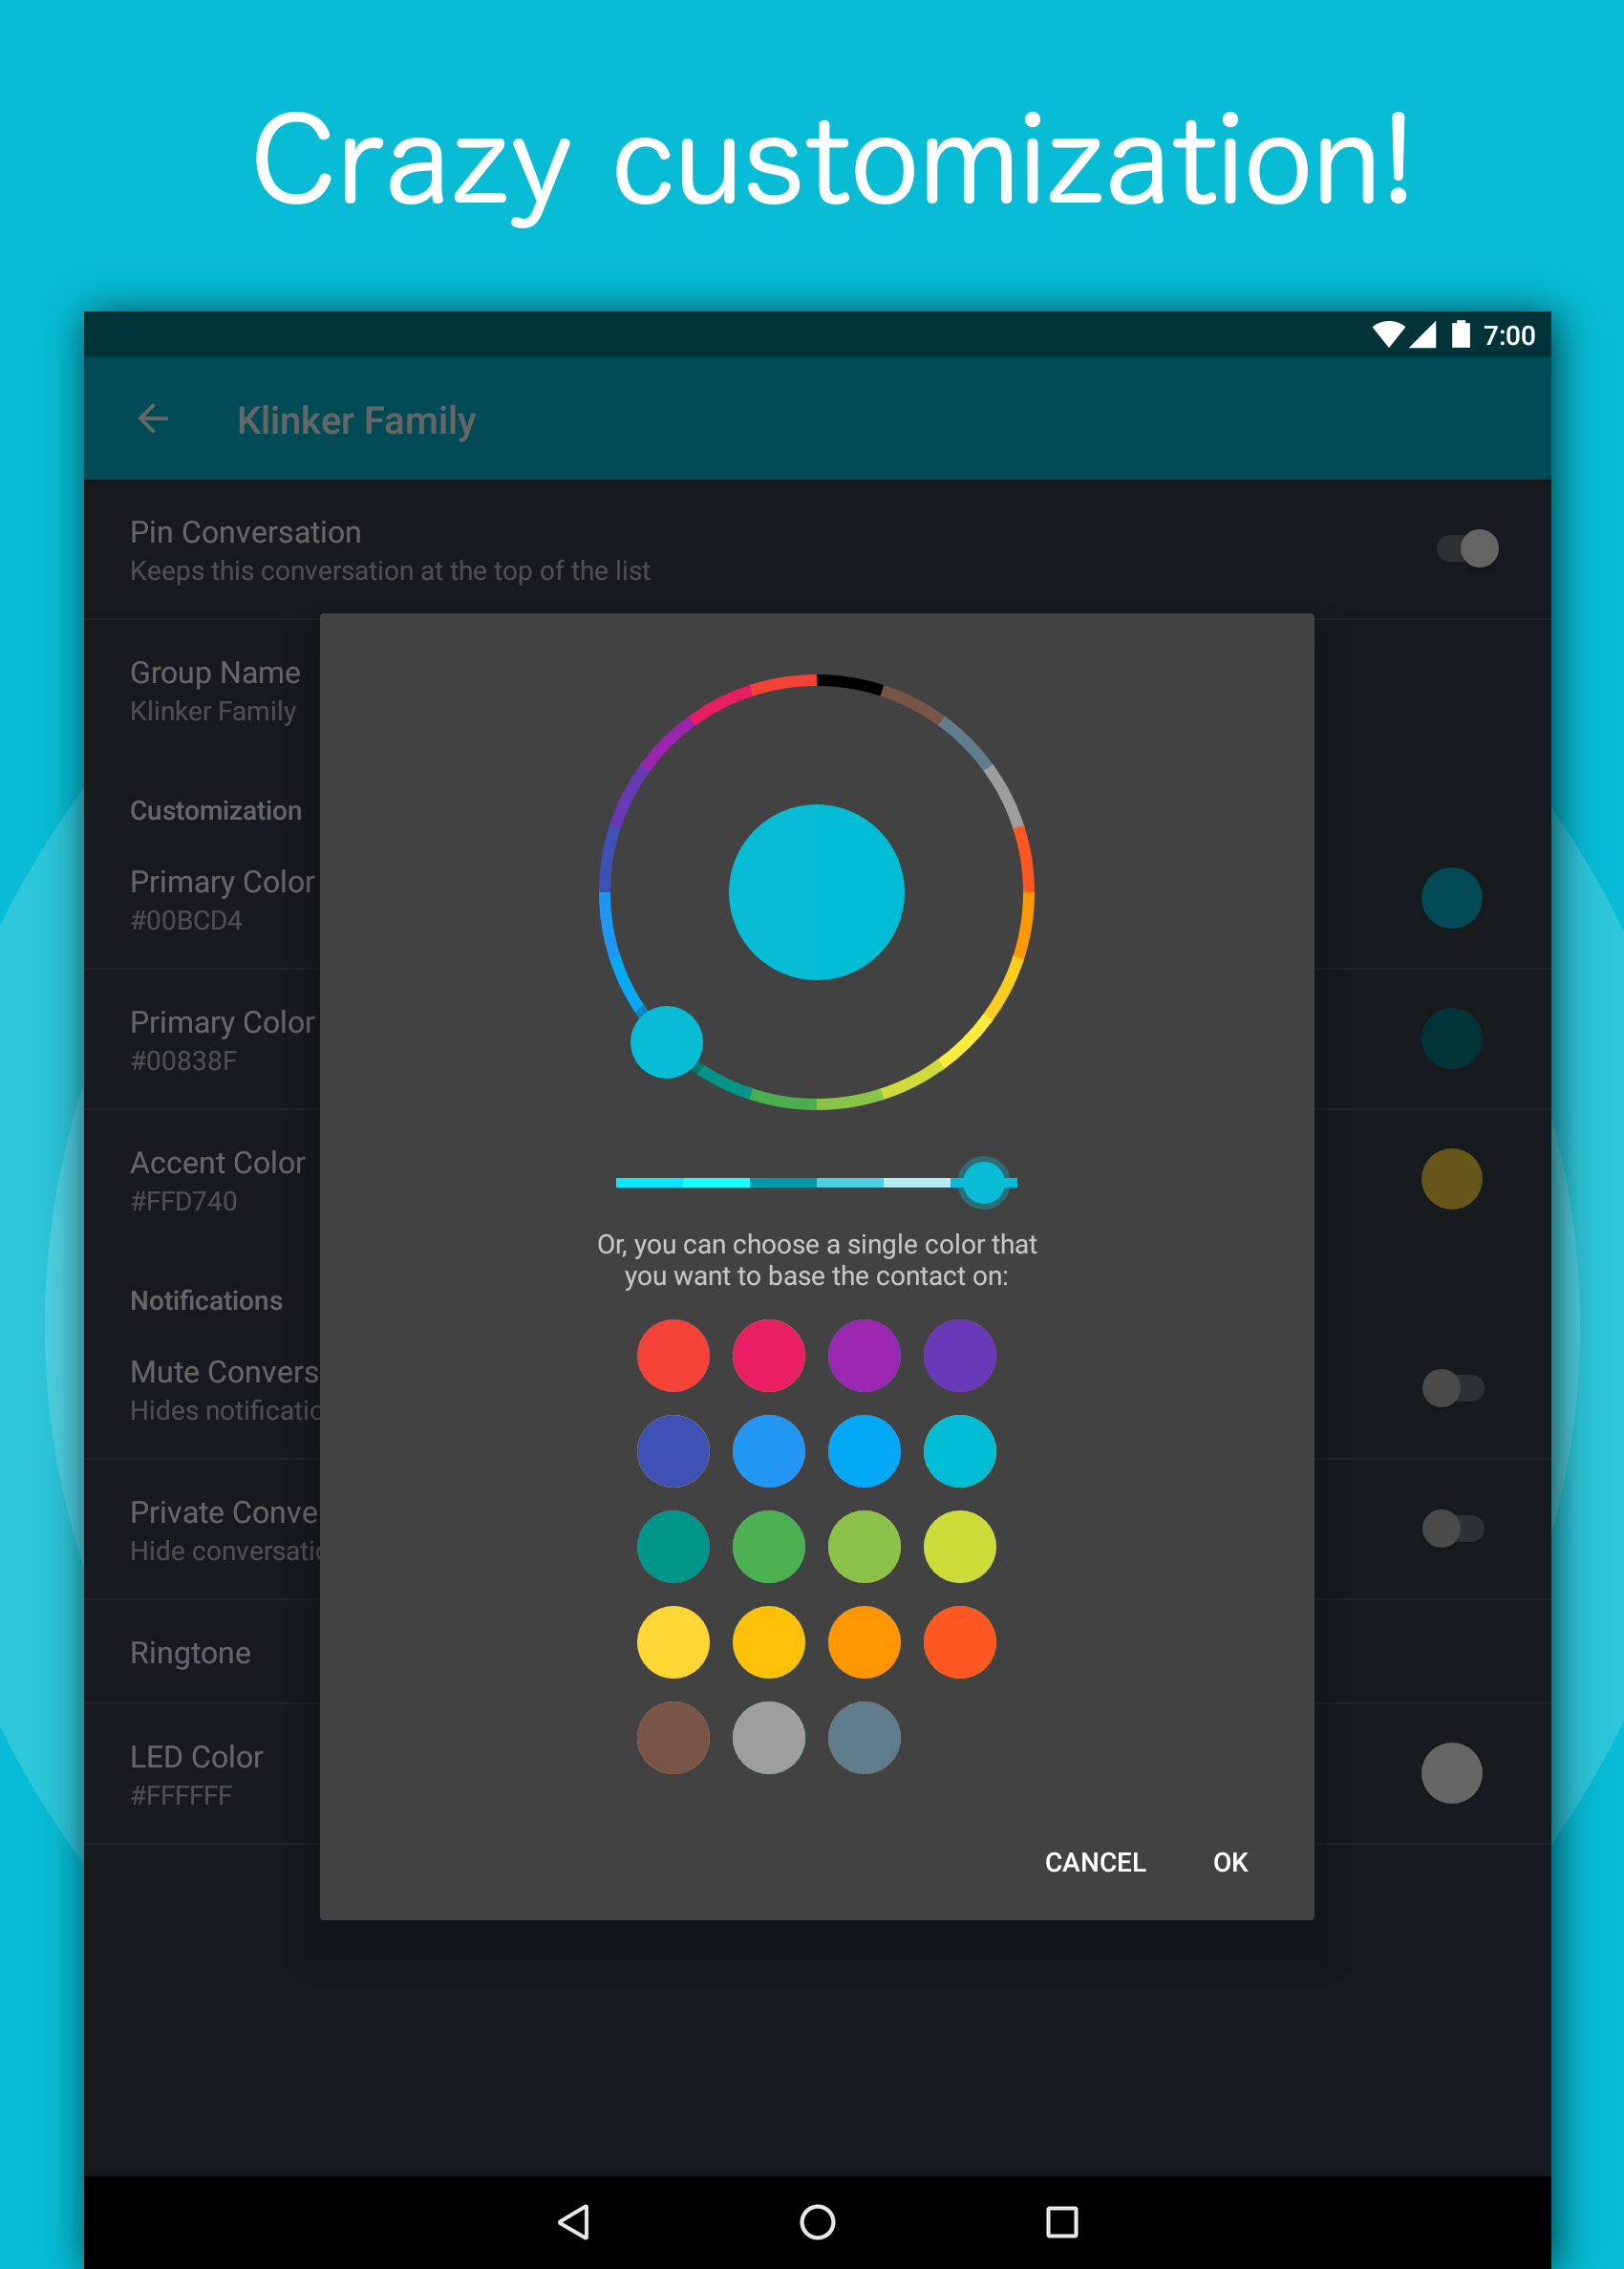 Crazy customization!
7:00
Klinker Family
Pin Conversation
Keeps this conversation at the top of the list
Group Name
Klinker Family
Customization
Primary Color
#00BCD4
Primary Color
#00838F
Accent Color
#FFD740
Notifications
Mute Convers
Hides notificatio
Private Conve
Hide conversatio
Ringtone
LED Color
#FFFFFF
Or, you can choose a single color that
you want to base the contact on:
CANCEL OK